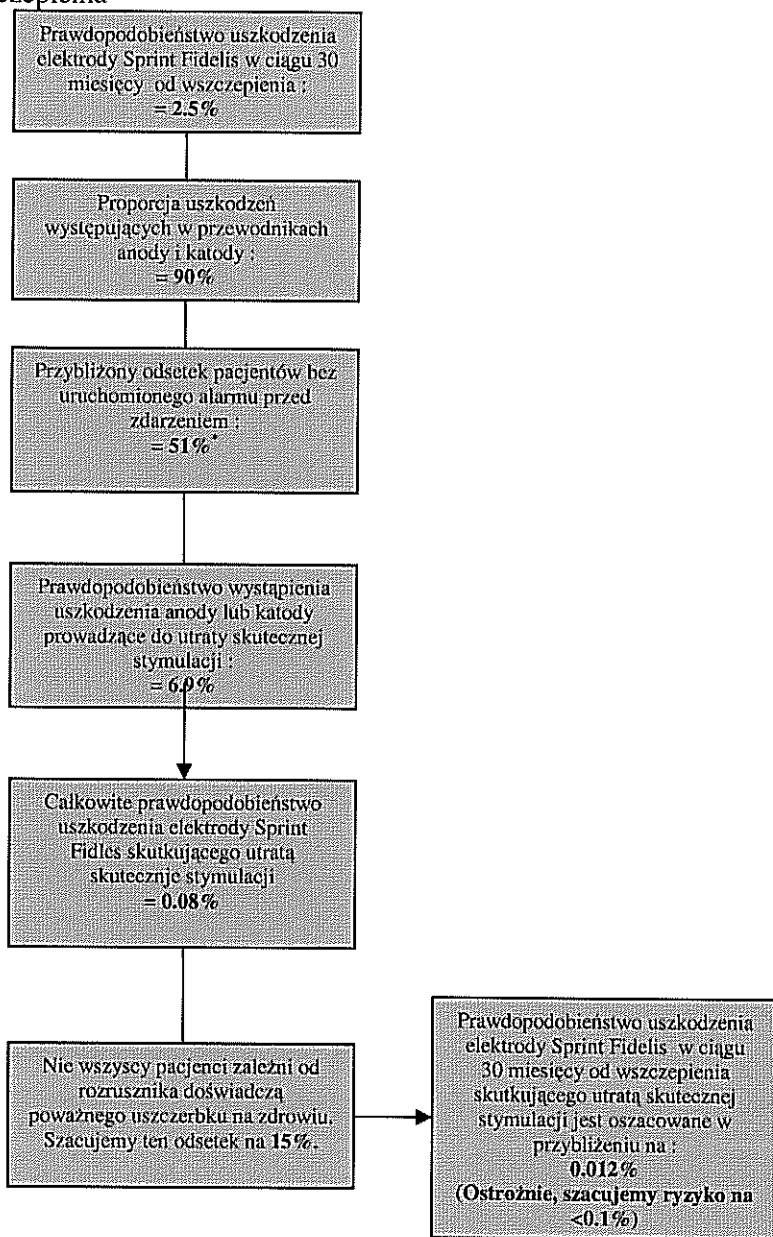 Prawdopodobieństwo uszkodzenia
elektrody Sprint Fidelis w ciągu 30
miesięcy od wszczepienia :
= 2.5%
Proporcja uszkodzeń
występujących w przewodnikach
anody i katody :
= 90%
Przybliżony odsetek pacjentów bez
uruchomionego alarmu przed
zdarzeniem :
= 51%*
Prawdopodobieństwo wystąpienia
uszkodzenia anody lub katody
prowadzące do utraty skutecznej
stymulacji :
= 6.9%
Całkowite prawdopodobieństwo
uszkodzenia elektrody Sprint
Fidles skutkującego utratą
skutecznje stymulacji
= 0.08%
Nie wszyscy pacjenci zależni od
rozrusznika doświadczą
poważnego uszczerbku na zdrowiu.
Szacujemy ten odsetek na 15%.
Prawdopodobieństwo uszkodzenia
elektrody Sprint Fidelis w ciągu
30 miesięcy od wszczepienia
skutkującego utratą skutecznej
stymulacji jest oszacowane w
przybliżeniu na :
0.012%
(Ostrożnie, szacujemy ryzyko na
<0.1%)